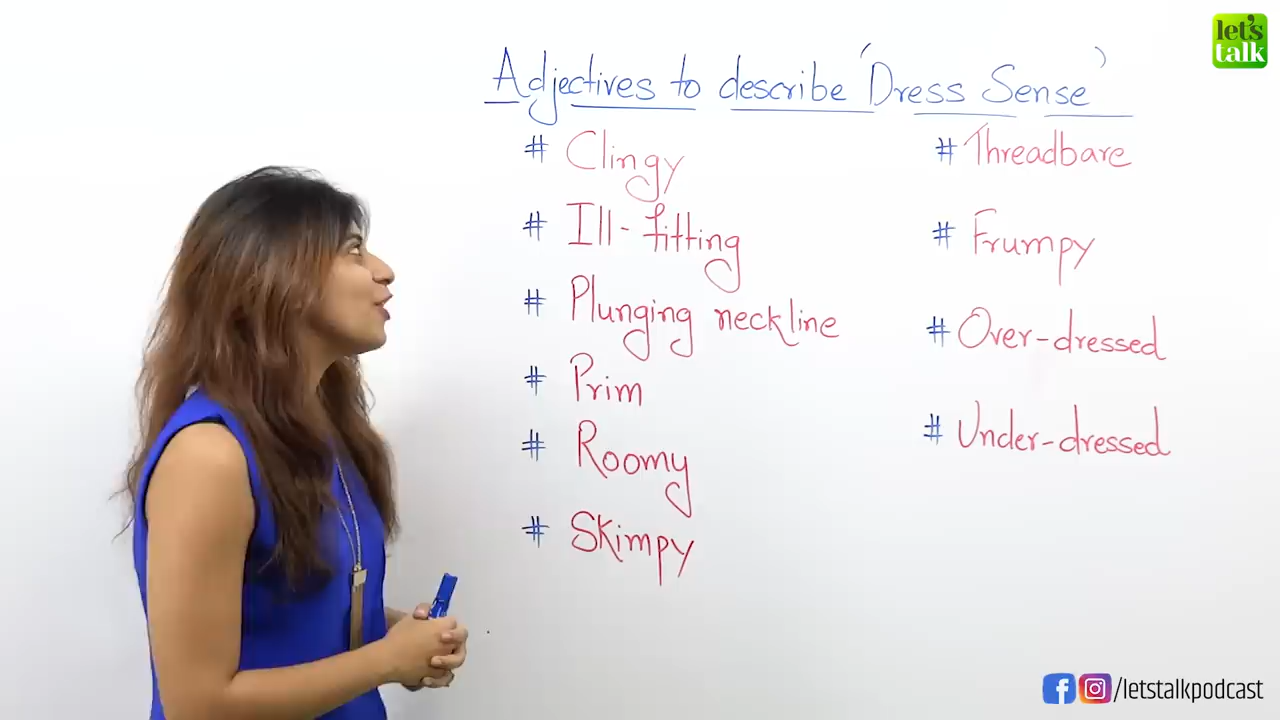 let's
talk
Adjectives to describe 'Dress Sense'
# Clingy
# Ill-fitting
# Plunging neckline
# Prim
# Roomy
# Skimpy
# Threadbare
# Frumpy
# Over-dressed
# Under-dressed
/letstalkpodcast